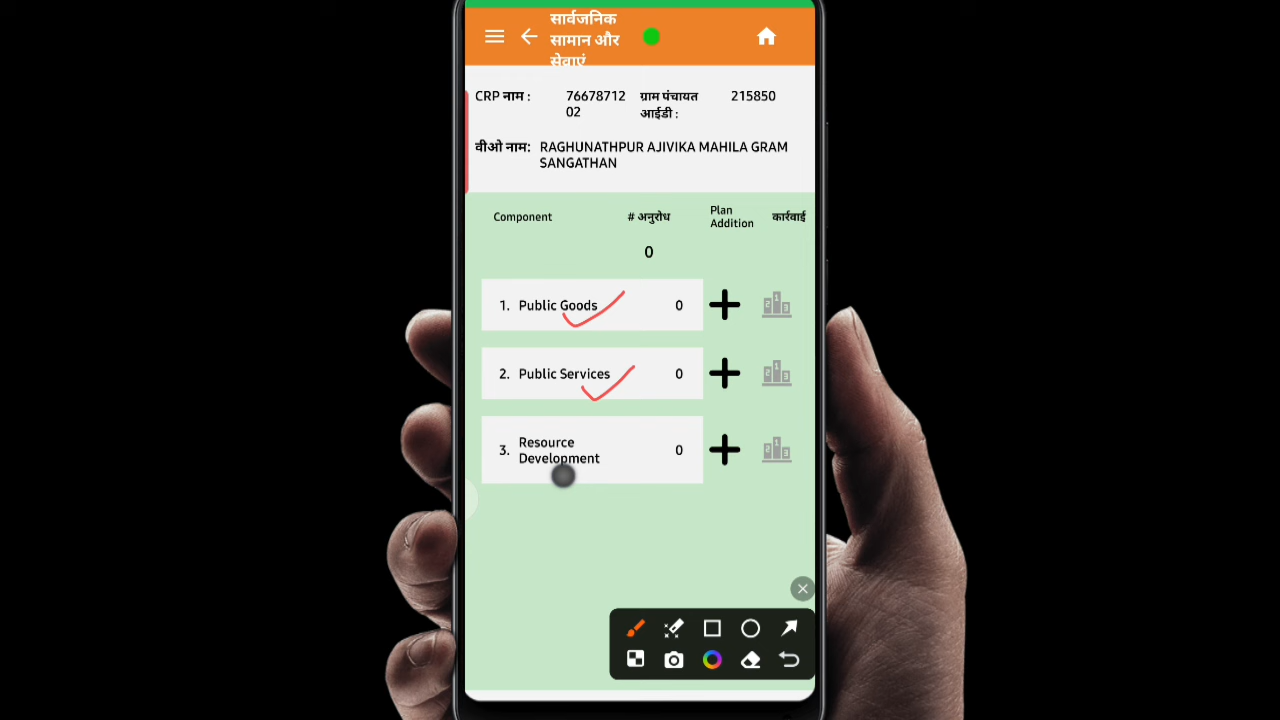 सार्वजनिक
सामान और
सेवाएं
CRP नाम : 76678712 ग्राम पंचायत 215850
02 आईडी :
वीओ नाम: RAGHUNATHPUR AJIVIKA MAHILA GRAM
SANGATHAN
Component # अनुरोध Plan Addition कार्रवाई
0
1. Public Goods 0
2. Public Services 0
3. Resource Development 0